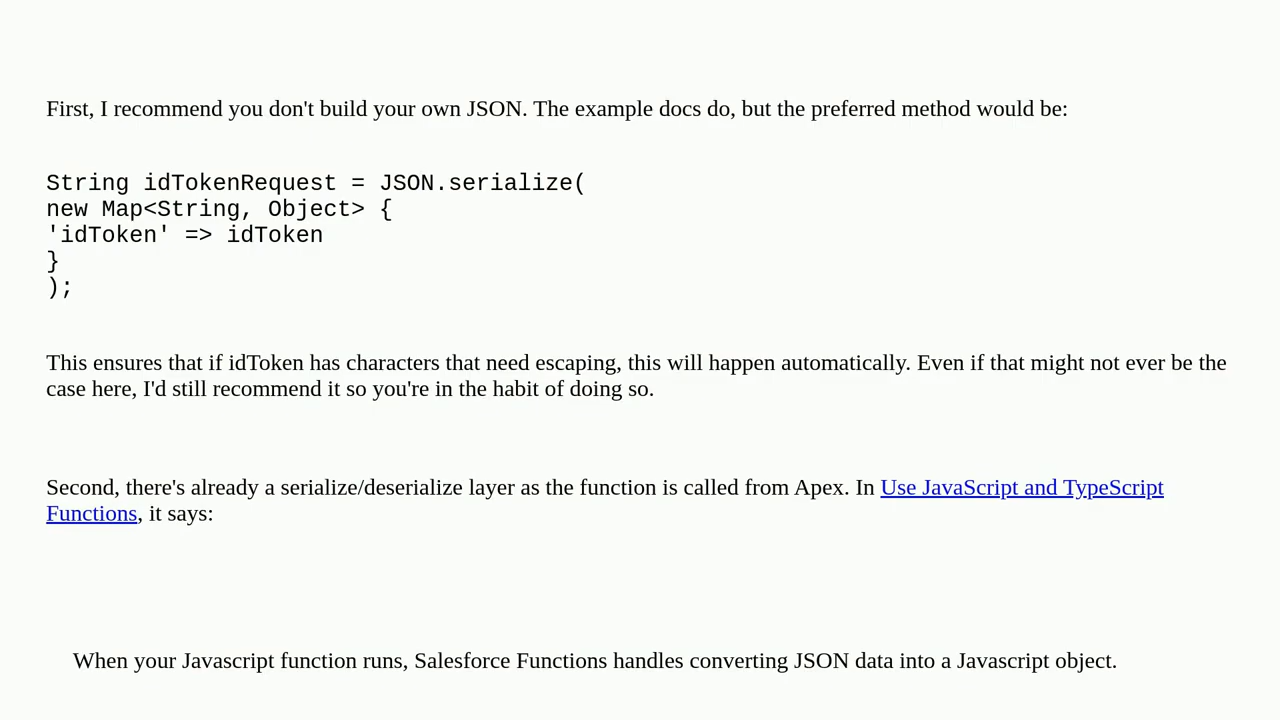 First, I recommend you don't build your own JSON. The example docs do, but the preferred method would be:
String idTokenRequest = JSON.serialize(
new Map<String, Object> {
'idToken' => idToken
}
);
This ensures that if idToken has characters that need escaping, this will happen automatically. Even if that might not ever be the
case here, I'd still recommend it so you're in the habit of doing so.
Second, there's already a serialize/deserialize layer as the function is called from Apex. In Use JavaScript and TypeScript
Functions, it says:
When your Javascript function runs, Salesforce Functions handles converting JSON data into a Javascript object.